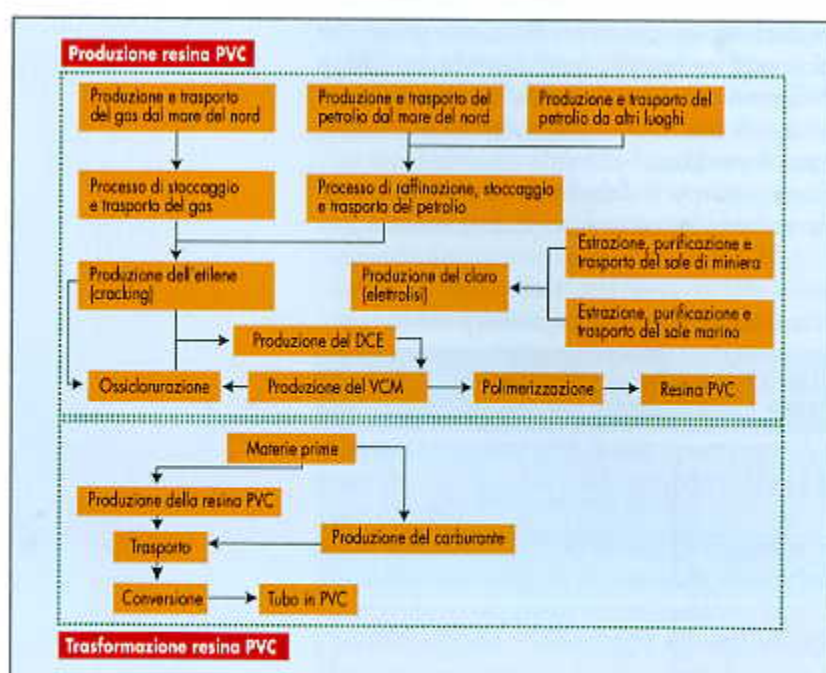 Produzione resina PVC
Produzione e trasporto
del gas dal mare del nord
Produzione e trasporto del
petrolio dal mare del nord
Produzione e trasporto del
petrolio da altri luoghi
Processo di stoccaggio
e trasporto del gas
Processo di raffinazione, stoccaggio
e trasporto del petrolio
Produzione dell'etilene
(cracking)
Produzione del cloro
(elettrolisi)
Estrazione, purificazione e
trasporto del sale di miniera
Estrazione, purificazione e
trasporto del sale marino
Produzione del DCE
Ossiclorurazione
Produzione del VCM
Polimerizzazione
Resina PVC
Materie prime
Produzione della resina PVC
Produzione del carburante
Trasporto
Conversione
Tubo in PVC
Trasformazione resina PVC